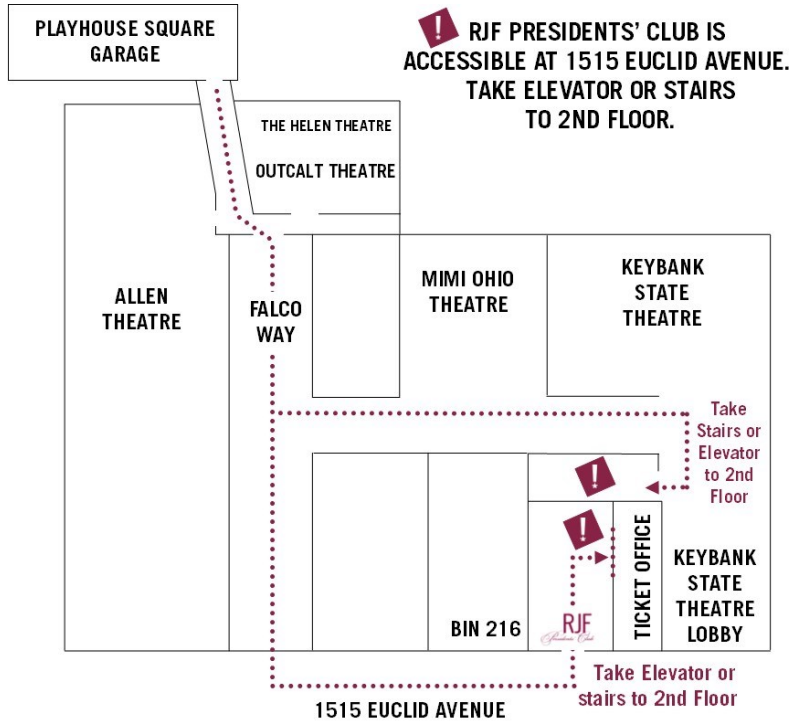 PLAYHOUSE SQUARE
GARAGE
! RJF PRESIDENTS' CLUB IS
ACCESSIBLE AT 1515 EUCLID AVENUE.
TAKE ELEVATOR OR STAIRS
TO 2ND FLOOR.
THE HELEN THEATRE
OUTCALT THEATRE
ALLEN
THEATRE
FALCO
WAY
MIMI OHIO
THEATRE
KEYBANK
STATE
THEATRE
Take
Stairs or
Elevator
to 2nd
Floor
!
!
BIN 216
RJF
Presidents' Club
TICKET OFFICE
KEYBANK
STATE
THEATRE
LOBBY
Take Elevator or
stairs to 2nd Floor
1515 EUCLID AVENUE